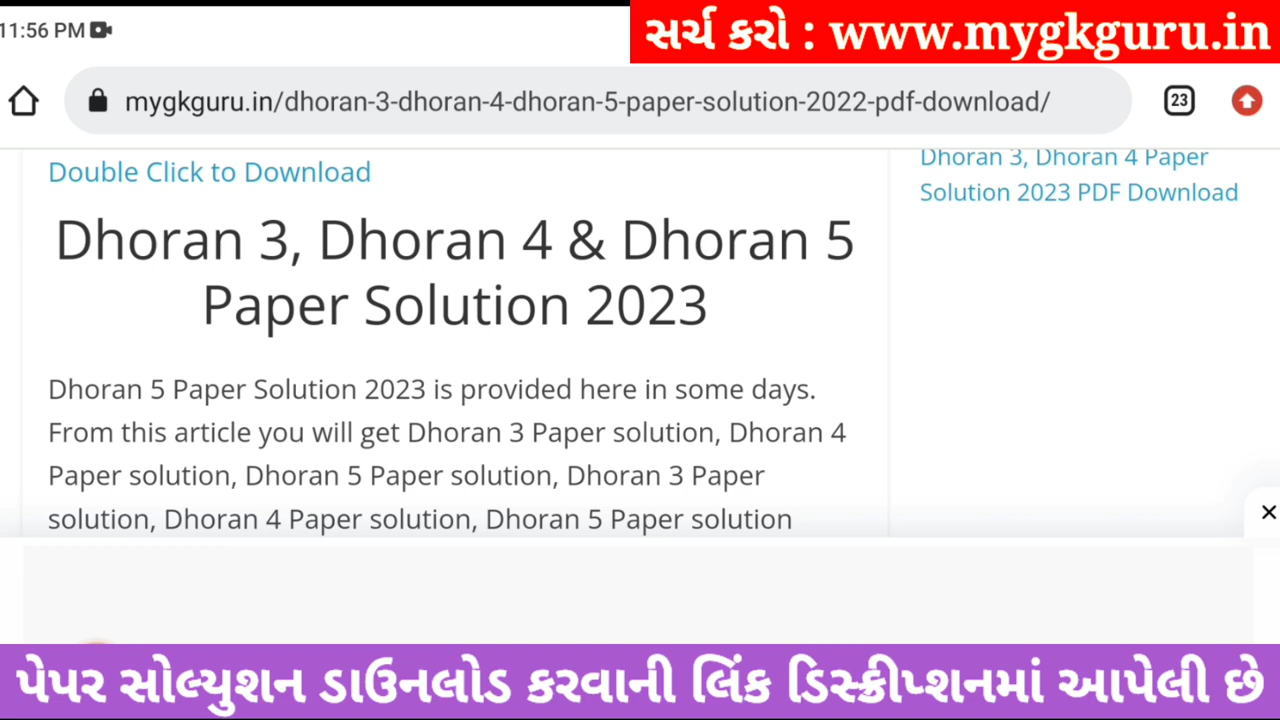 11:56 PM
સર્ચ કરો : www.mygkguru.in
mygkguru.in/dhoran-3-dhoran-4-dhoran-5-paper-solution-2022-pdf-download/
23
Double Click to Download
Dhoran 3, Dhoran 4 & Dhoran 5
Paper Solution 2023
Dhoran 5 Paper Solution 2023 is provided here in some days.
From this article you will get Dhoran 3 Paper solution, Dhoran 4
Paper solution, Dhoran 5 Paper solution, Dhoran 3 Paper
solution, Dhoran 4 Paper solution, Dhoran 5 Paper solution
Dhoran 3, Dhoran 4 Paper
Solution 2023 PDF Download
પેપર સોલ્યુશન ડાઉનલોડ કરવાની લિંક ડિસ્ક્રીપ્શનમાં આપેલી છે